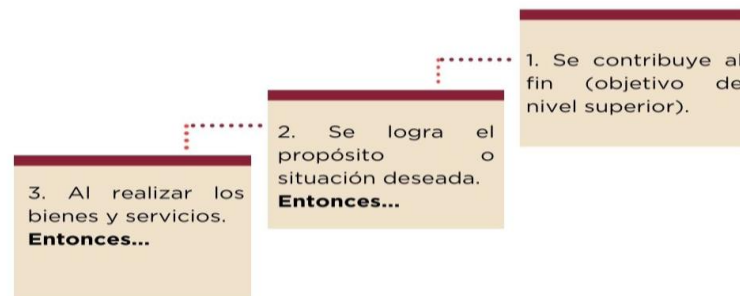 1. Se contribuye al
fin (objetivo de
nivel superior).
2. Se logra el
propósito o
situación deseada.
Entonces...
3. Al realizar los
bienes y servicios.
Entonces...